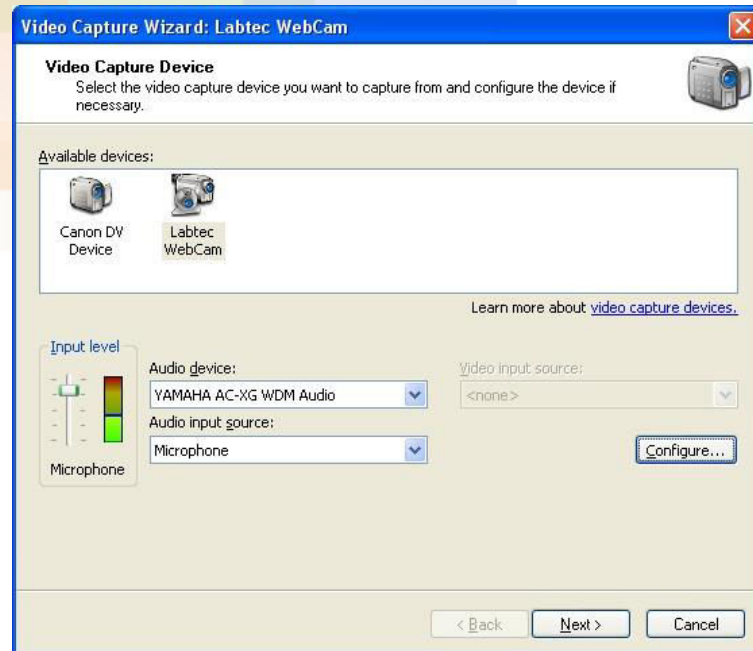 Video Capture Wizard: Labtec WebCam
Video Capture Device
Select the video capture device you want to capture from and configure the device if
necessary.
Available devices:
Canon DV
Device
Labtec
WebCam
Learn more about video capture devices.
Input level
Microphone
Audio device:
YAMAHA AC-XG WDM Audio
Audio input source:
Microphone
Video input source:
<none>
Configure...
< Back
Next >
Cancel